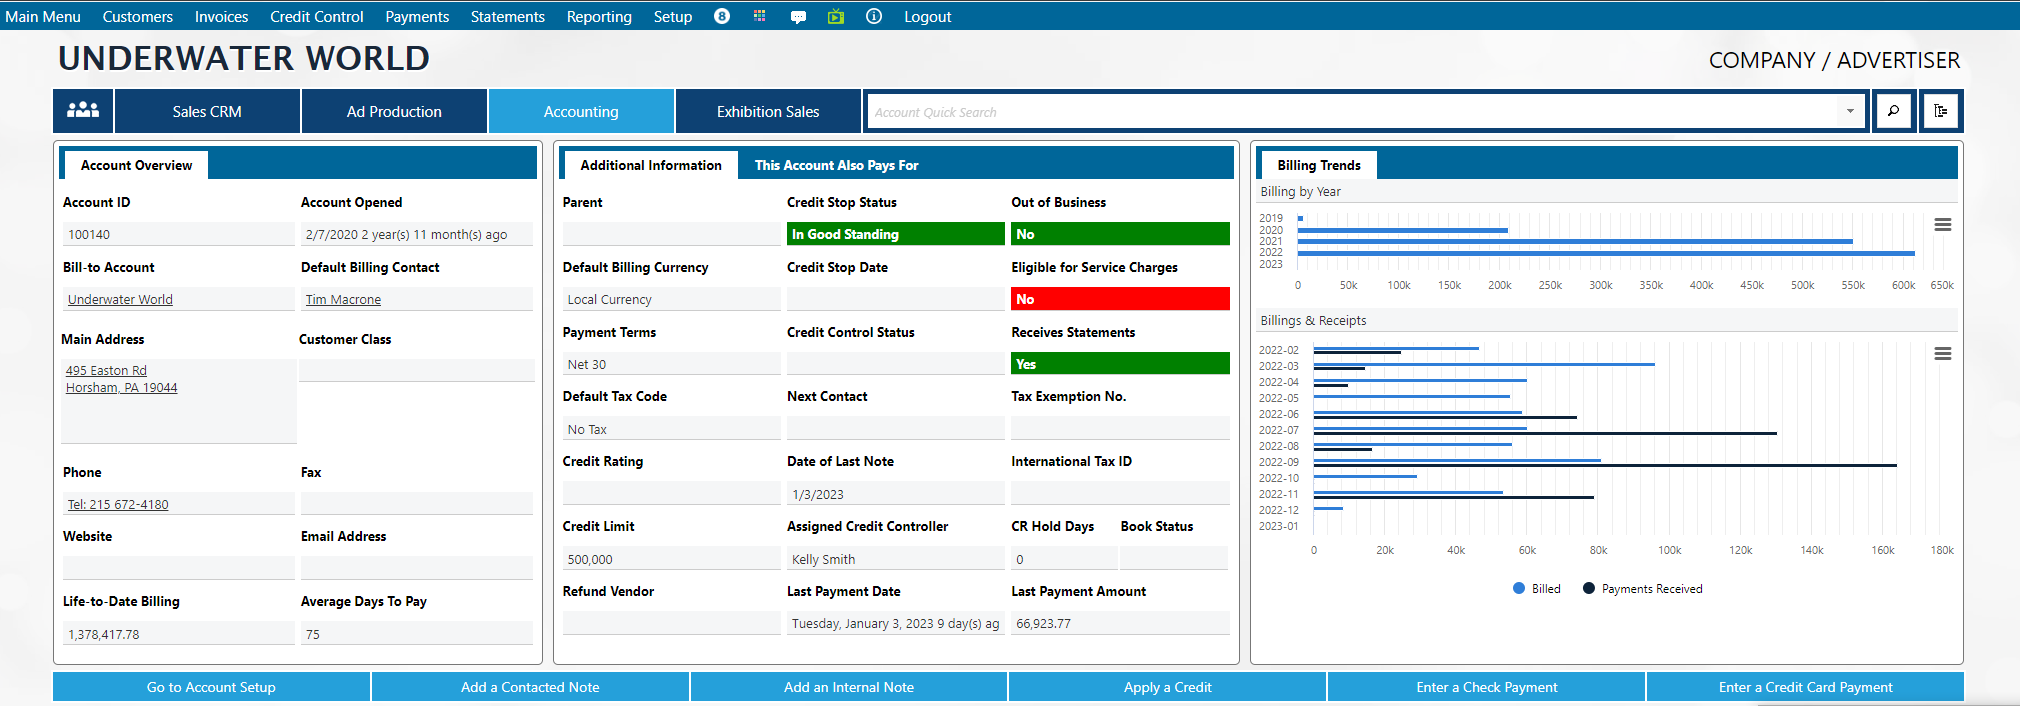 Main Menu Customers Invoices Credit Control Payments Statements Reporting Setup 8 Logout
UNDERWATER WORLD
COMPANY / ADVERTISER
Sales CRM Ad Production Accounting Exhibition Sales Account Quick Search
Account Overview
Account ID Account Opened
100140 2/7/2020 2 year(s) 11 month(s) ago
Bill-to Account Default Billing Contact
Underwater World Tim Macrone
Main Address Customer Class
495 Easton Rd
Horsham, PA 19044
Phone Fax
Tel: 215 672-4180
Website Email Address
Life-to-Date Billing Average Days To Pay
1,378,417.78 75
Additional Information This Account Also Pays For
Parent Credit Stop Status Out of Business
In Good Standing No
Default Billing Currency Credit Stop Date Eligible for Service Charges
Local Currency No
Payment Terms Credit Control Status Receives Statements
Net 30 Yes
Default Tax Code Next Contact Tax Exemption No.
No Tax
Credit Rating Date of Last Note International Tax ID
1/3/2023
Credit Limit Assigned Credit Controller CR Hold Days Book Status
500,000 Kelly Smith 0
Refund Vendor Last Payment Date Last Payment Amount
Tuesday, January 3, 2023 9 day(s) ag 66,923.77
Billing Trends
Billing by Year
2019
2020
2021
2022
2023
0 50k 100k 150k 200k 250k 300k 350k 400k 450k 500k 550k 600k 650k
Billings & Receipts
2022-02
2022-03
2022-04
2022-05
2022-06
2022-07
2022-08
2022-09
2022-10
2022-11
2022-12
2023-01
0 20k 40k 60k 80k 100k 120k 140k 160k 180k
Billed Payments Received
Go to Account Setup Add a Contacted Note Add an Internal Note Apply a Credit Enter a Check Payment Enter a Credit Card Payment